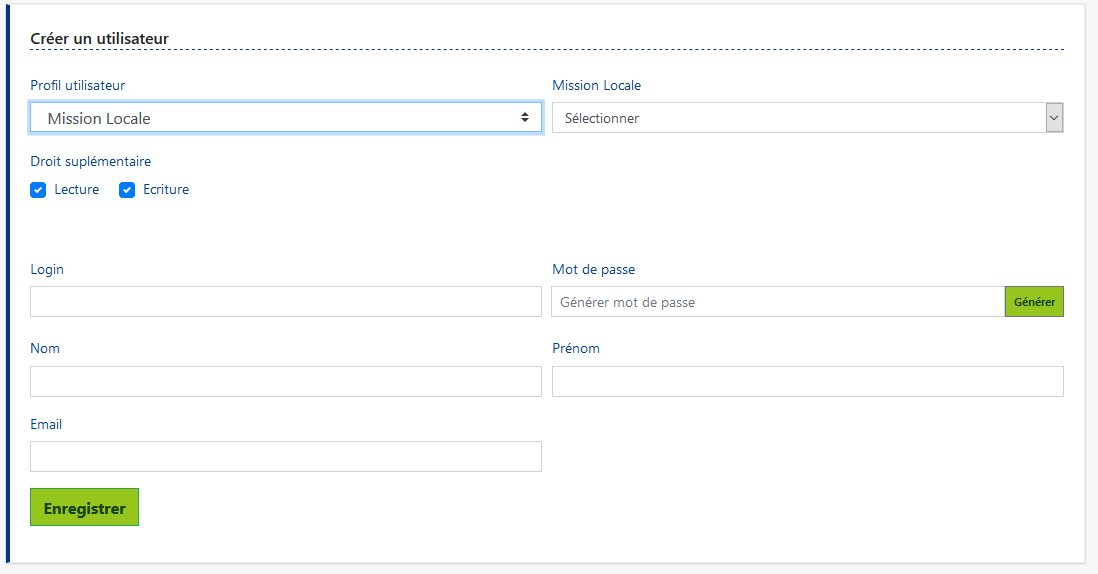 Créer un utilisateur
Profil utilisateur
Mission Locale
Mission Locale
Sélectionner
Droit suplémentaire
Lecture
Ecriture
Login
Mot de passe
Générer mot de passe
Générer
Nom
Prénom
Email
Enregistrer